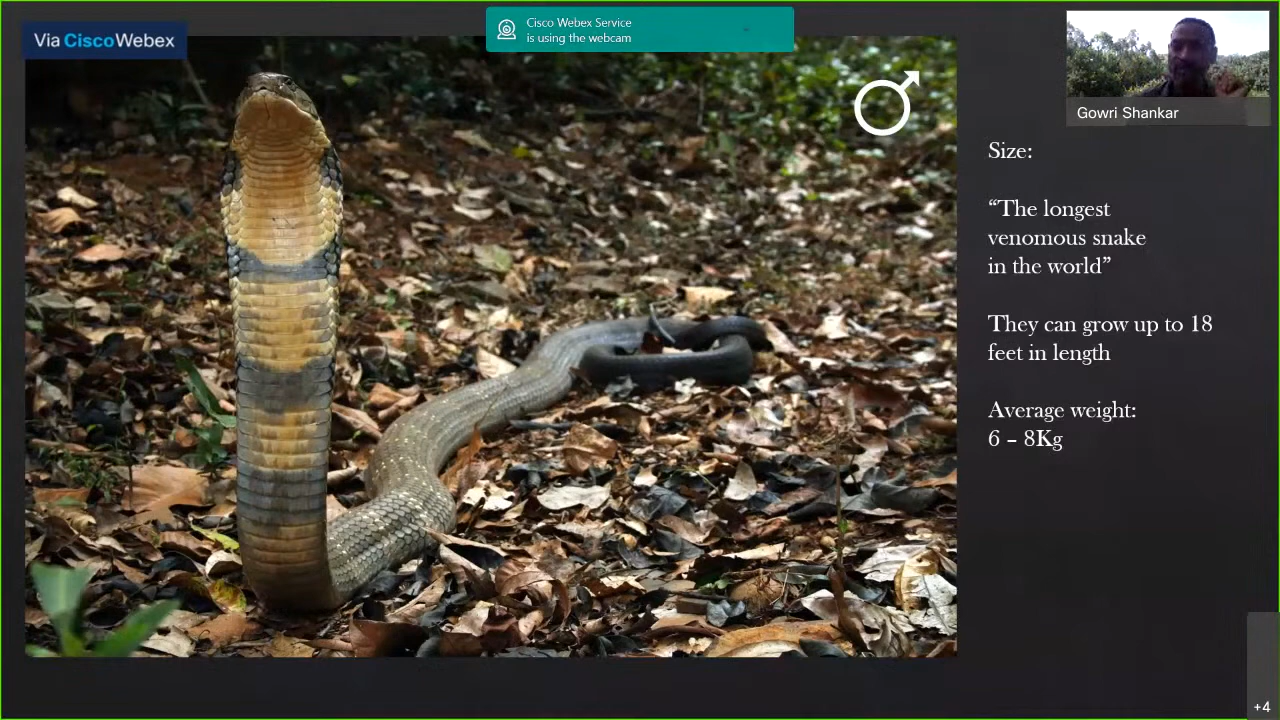 Via CiscoWebex
Cisco Webex Service
is using the webcam
Gowri Shankar
Size:
“The longest
venomous snake
in the world”
They can grow up to 18
feet in length
Average weight:
6 – 8Kg
+4